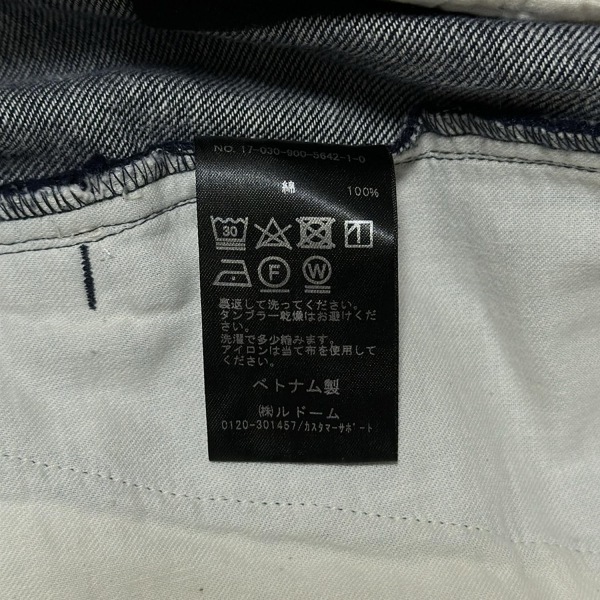 NO. 17-030-900-5642-1-0
綿 100%
30
F W
裏返して洗ってください。
タンブラー乾燥はお避けくだ
さい。
洗濯で多少縮みます。
アイロンは当て布を使用して
ください。
ベトナム製
㈱ルドーム
0120-301457/カスタマーサポート